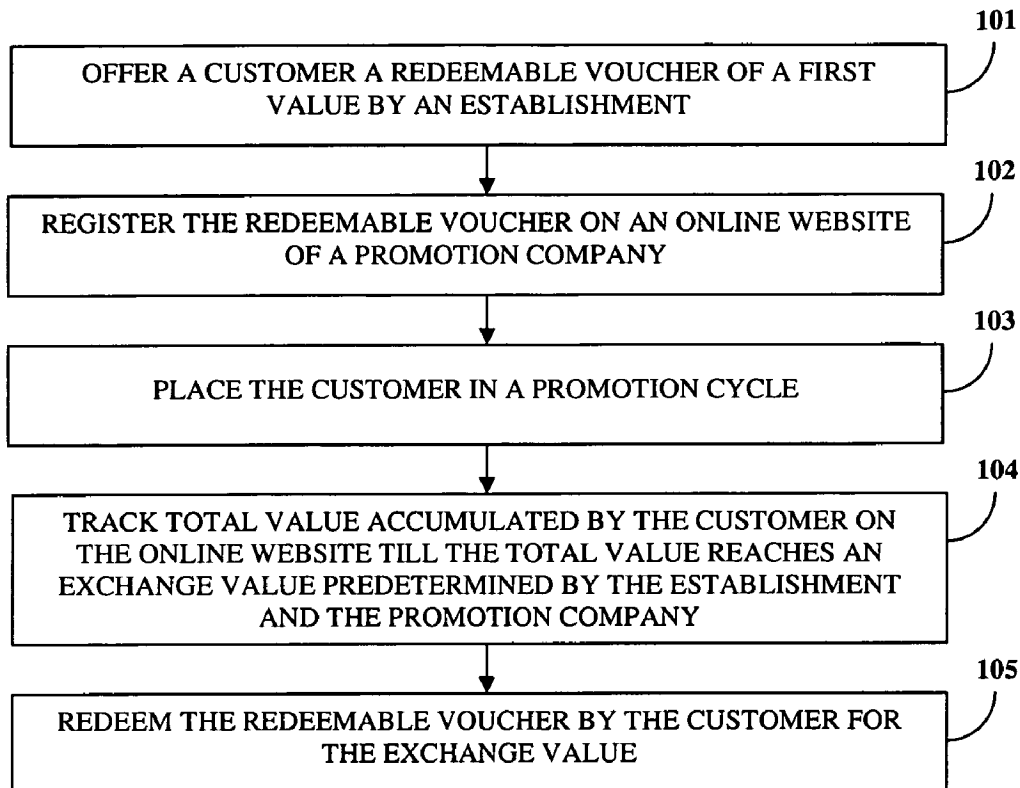 101
OFFER A CUSTOMER A REDEEMABLE VOUCHER OF A FIRST
VALUE BY AN ESTABLISHMENT
102
REGISTER THE REDEEMABLE VOUCHER ON AN ONLINE WEBSITE
OF A PROMOTION COMPANY
103
PLACE THE CUSTOMER IN A PROMOTION CYCLE
104
TRACK TOTAL VALUE ACCUMULATED BY THE CUSTOMER ON
THE ONLINE WEBSITE TILL THE TOTAL VALUE REACHES AN
EXCHANGE VALUE PREDETERMINED BY THE ESTABLISHMENT
AND THE PROMOTION COMPANY
105
REDEEM THE REDEEMABLE VOUCHER BY THE CUSTOMER FOR
THE EXCHANGE VALUE